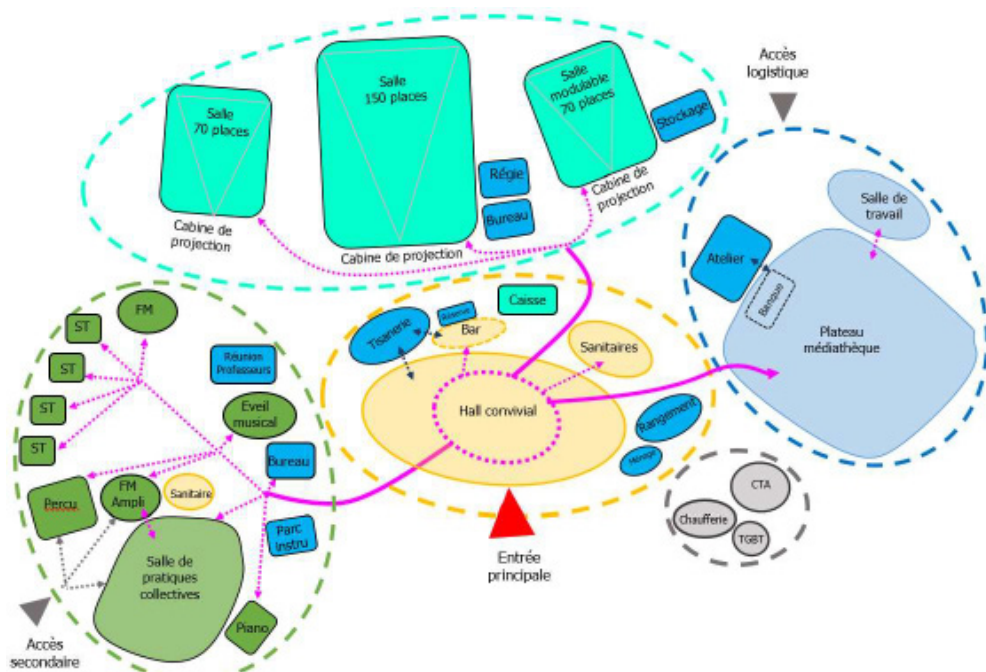 Accès
logistique
Salle
150 places
Salle
modulable
70 places
Salle
70 places
Stockage
Régie
Bureau
Cabine de
projection
Cabine de projection
Cabine de
projection
Salle de
travail
Atelier
Banque
Plateau
médiathèque
Caisse
Réserve
Bar
Tisanerie
Sanitaires
Hall convivial
Rangement
Ménage
FM
ST
ST
ST
ST
Réunion
Professeurs
Eveil
musical
Bureau
Percu
FM
Ampli
Sanitaire
Parc
instru
Salle de
pratiques
collectives
Piano
Accès
secondaire
Entrée
principale
CTA
Chaufferie
TGBT